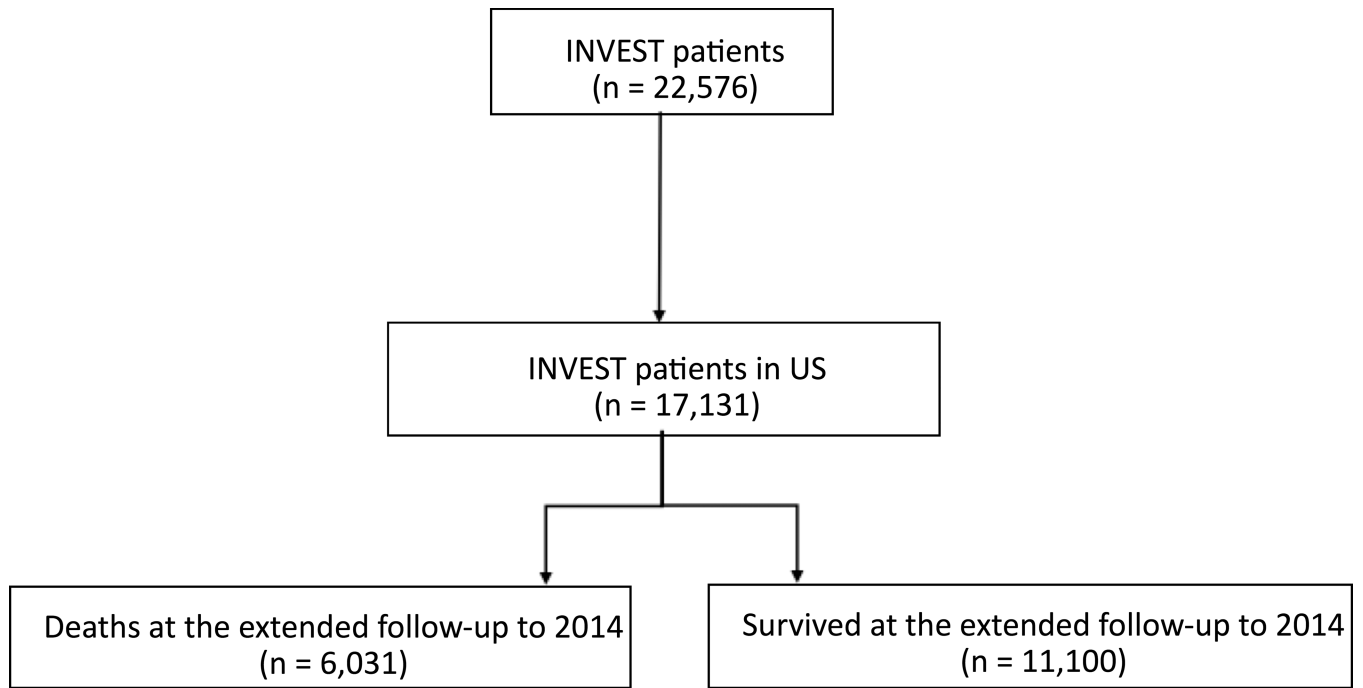 INVEST patients
(n = 22,576)
INVEST patients in US
(n = 17,131)
Deaths at the extended follow-up to 2014
(n = 6,031)
Survived at the extended follow-up to 2014
(n = 11,100)